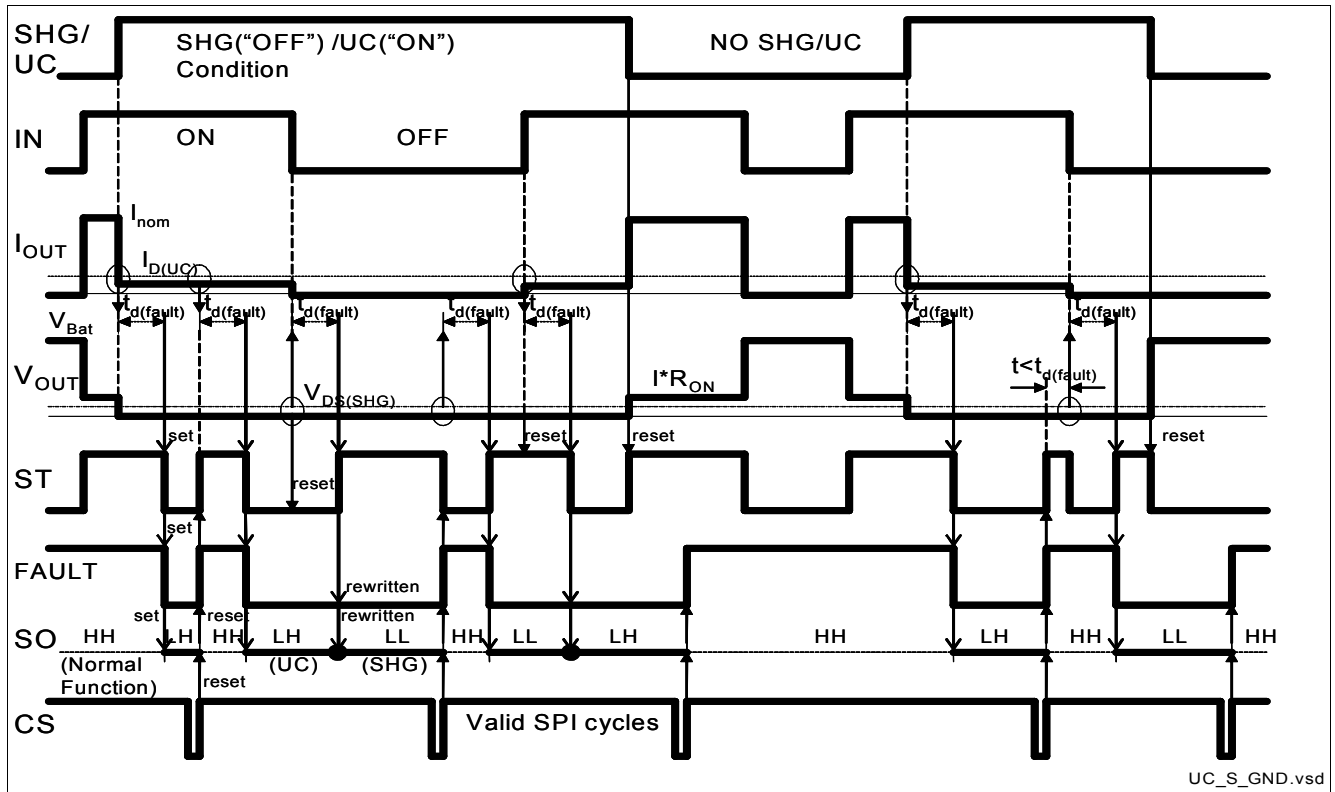 SHG/
UC
SHG("OFF") /UC("ON")
Condition
NO SHG/UC
IN
ON
OFF
Inom
IOUT
ID(UC)
td(fault)
td(fault)
td(fault)
td(fault)
td(fault)
td(fault)
td(fault)
VBat
VOUT
VDS(SHG)
I*RON
t<td(fault)
set
reset
reset
reset
ST
reset
set
FAULT
rewritten
set
reset
rewritten
SO
HH
LH
HH
LH
LL
HH
LL
LH
HH
LH
HH
LL
HH
(Normal
Function)
(UC)
(SHG)
reset
CS
Valid SPI cycles
UC_S_GND.vsd